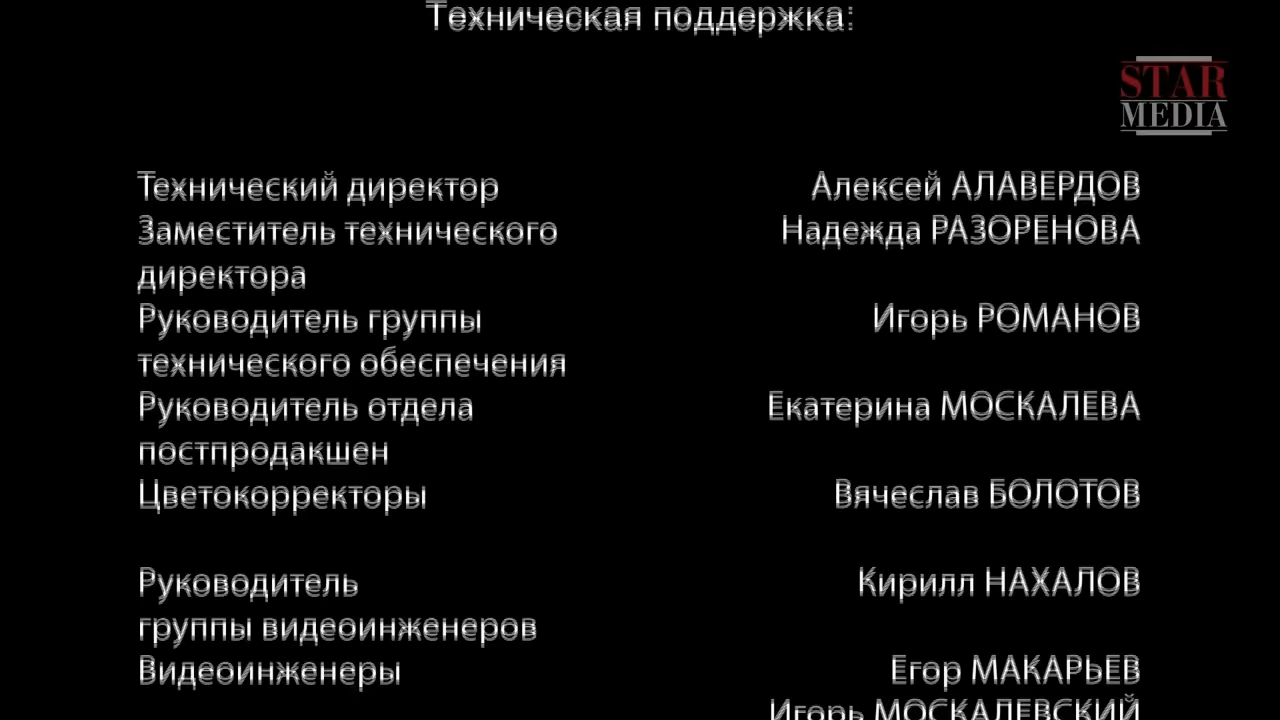 Техническая поддержка:
STAR
MEDIA
Технический директор Алексей АЛАВЕРДОВ
Заместитель технического Надежда РАЗОРЕНОВА
директора
Руководитель группы Игорь РОМАНОВ
технического обеспечения
Руководитель отдела Екатерина МОСКАЛЕВА
постпродакшен
Цветокорректоры Вячеслав БОЛОТОВ
Руководитель Кирилл НАХАЛОВ
группы видеоинженеров
Видеоинженеры Егор МАКАРЬЕВ
Игорь МОСКАЛЕВСКИЙ